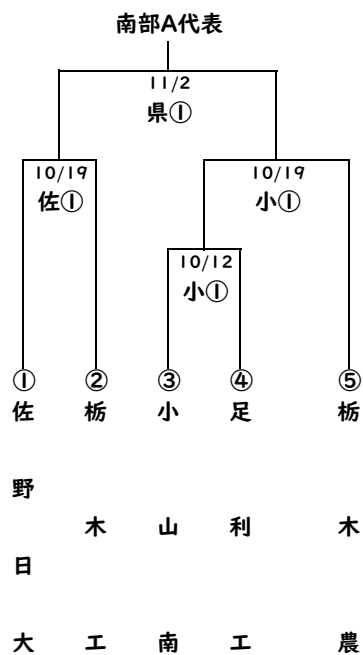 南部A代表
11/2
県①
10/19
佐①
10/19
小①
10/12
小①
①
佐野日大
②
栃木工
③
小山南
④
足利工
⑤
栃木農